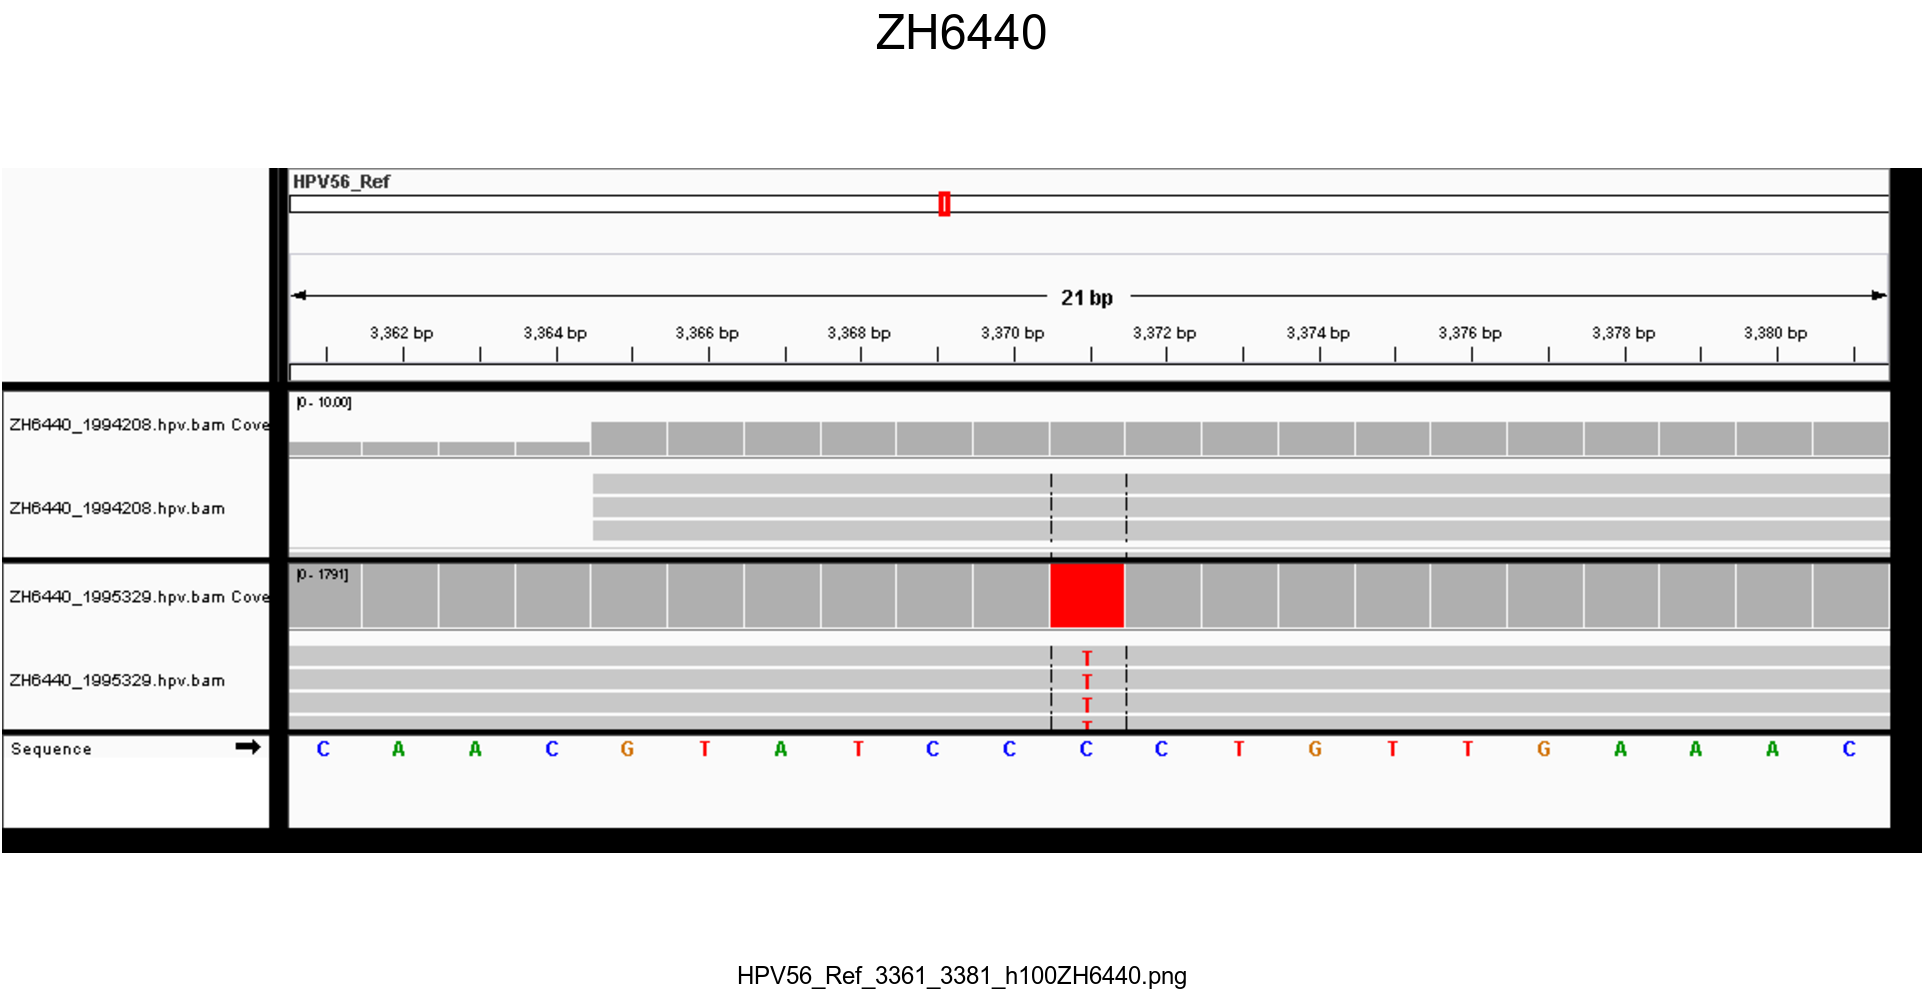 ZH6440
HPV56_Ref
21 bp
3,362 bp 3,364 bp 3,366 bp 3,368 bp 3,370 bp 3,372 bp 3,374 bp 3,376 bp 3,378 bp 3,380 bp
[0 - 10.00]
ZH6440_1994208.hpv.bam Cove
ZH6440_1994208.hpv.bam
[0 - 1791]
ZH6440_1995329.hpv.bam Cove
T
ZH6440_1995329.hpv.bam T
T
T
Sequence C A A C G T A T C C C C T G T T G A A A C
HPV56_Ref_3361_3381_h100ZH6440.png